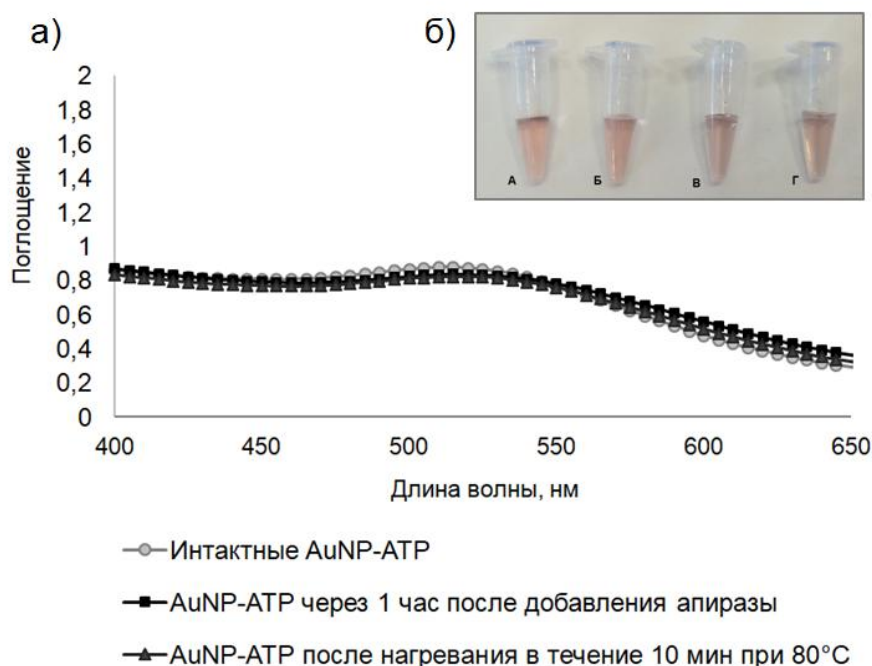 а)
б)
А Б В Г
2
1,8
1,6
1,4
1,2
1
0,8
0,6
0,4
0,2
0
Поглощение
400 450 500 550 600 650
Длина волны, нм
Интактные AuNP-ATP
AuNP-ATP через 1 час после добавления апиразы
AuNP-ATP после нагревания в течение 10 мин при 80°C